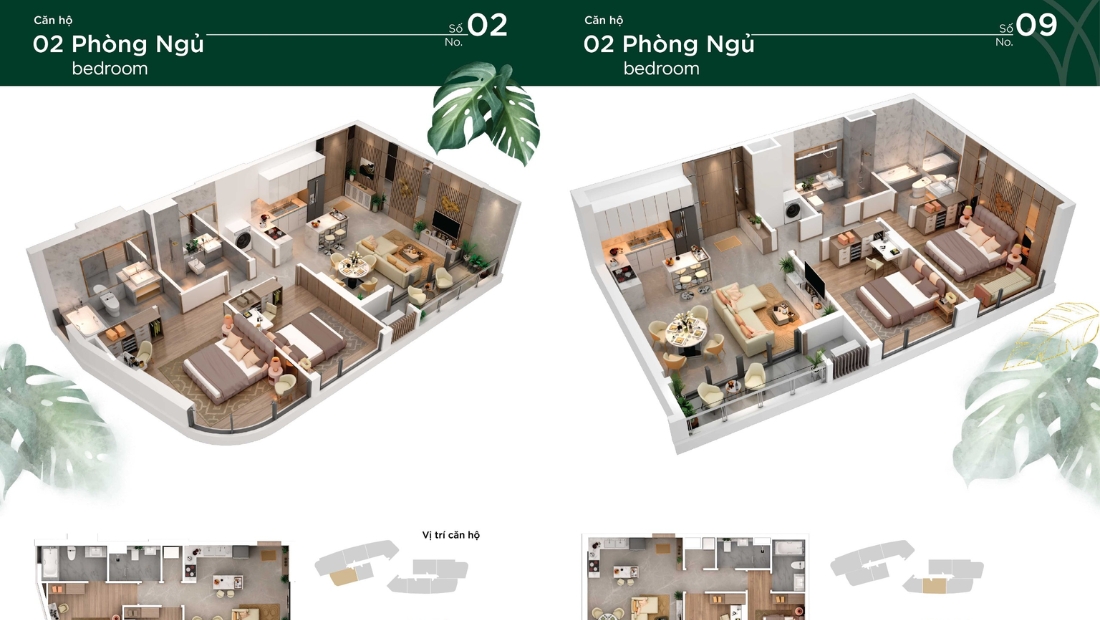 Căn hộ
02 Phòng Ngủ
bedroom
Số
No.
02
Căn hộ
02 Phòng Ngủ
bedroom
Số
No.
09
Vị trí căn hộ